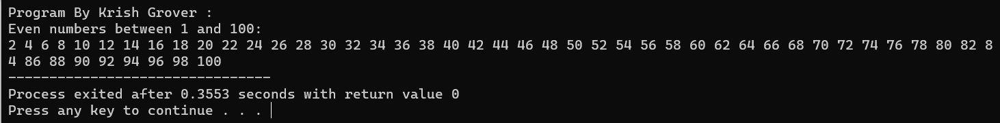 Program By Krish Grover :
Even numbers between 1 and 100:
2 4 6 8 10 12 14 16 18 20 22 24 26 28 30 32 34 36 38 40 42 44 46 48 50 52 54 56 58 60 62 64 66 68 70 72 74 76 78 80 82 8
4 86 88 90 92 94 96 98 100
--------------------------------
Process exited after 0.3553 seconds with return value 0
Press any key to continue . . .